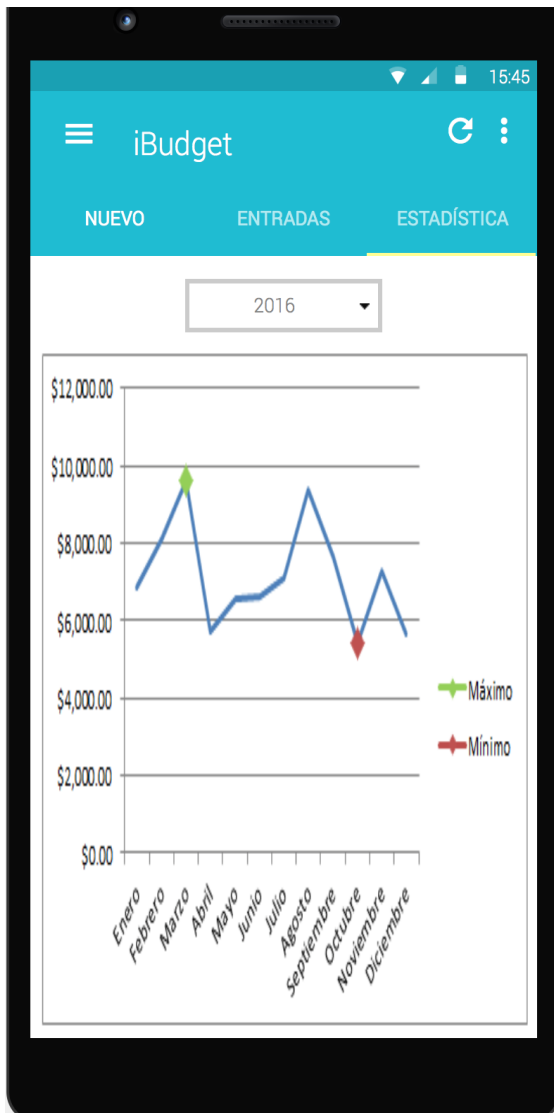 15:45
iBudget
NUEVO ENTRADAS ESTADÍSTICA
2016
$12,000.00
$10,000.00
$8,000.00
$6,000.00
$4,000.00
$2,000.00
$0.00
Máximo
Mínimo
Enero
Febrero
Marzo
Abril
Mayo
Junio
Julio
Agosto
Septiembre
Octubre
Noviembre
Diciembre